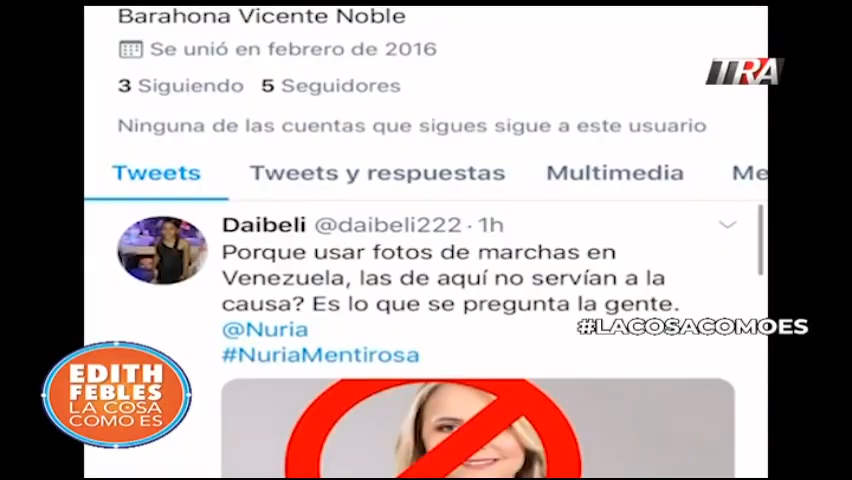 Barahona Vicente Noble
Se unió en febrero de 2016
3 Siguiendo 5 Seguidores
Ninguna de las cuentas que sigues sigue a este usuario
Tweets Tweets y respuestas Multimedia Me
Daibeli @daibeli222 · 1h
Porque usar fotos de marchas en
Venezuela, las de aquí no servían a la
causa? Es lo que se pregunta la gente.
@Nuria
#NuriaMentirosa
TRA
#LACOSACOMOES
EDITH
FEBLES
LA COSA
COMO ES